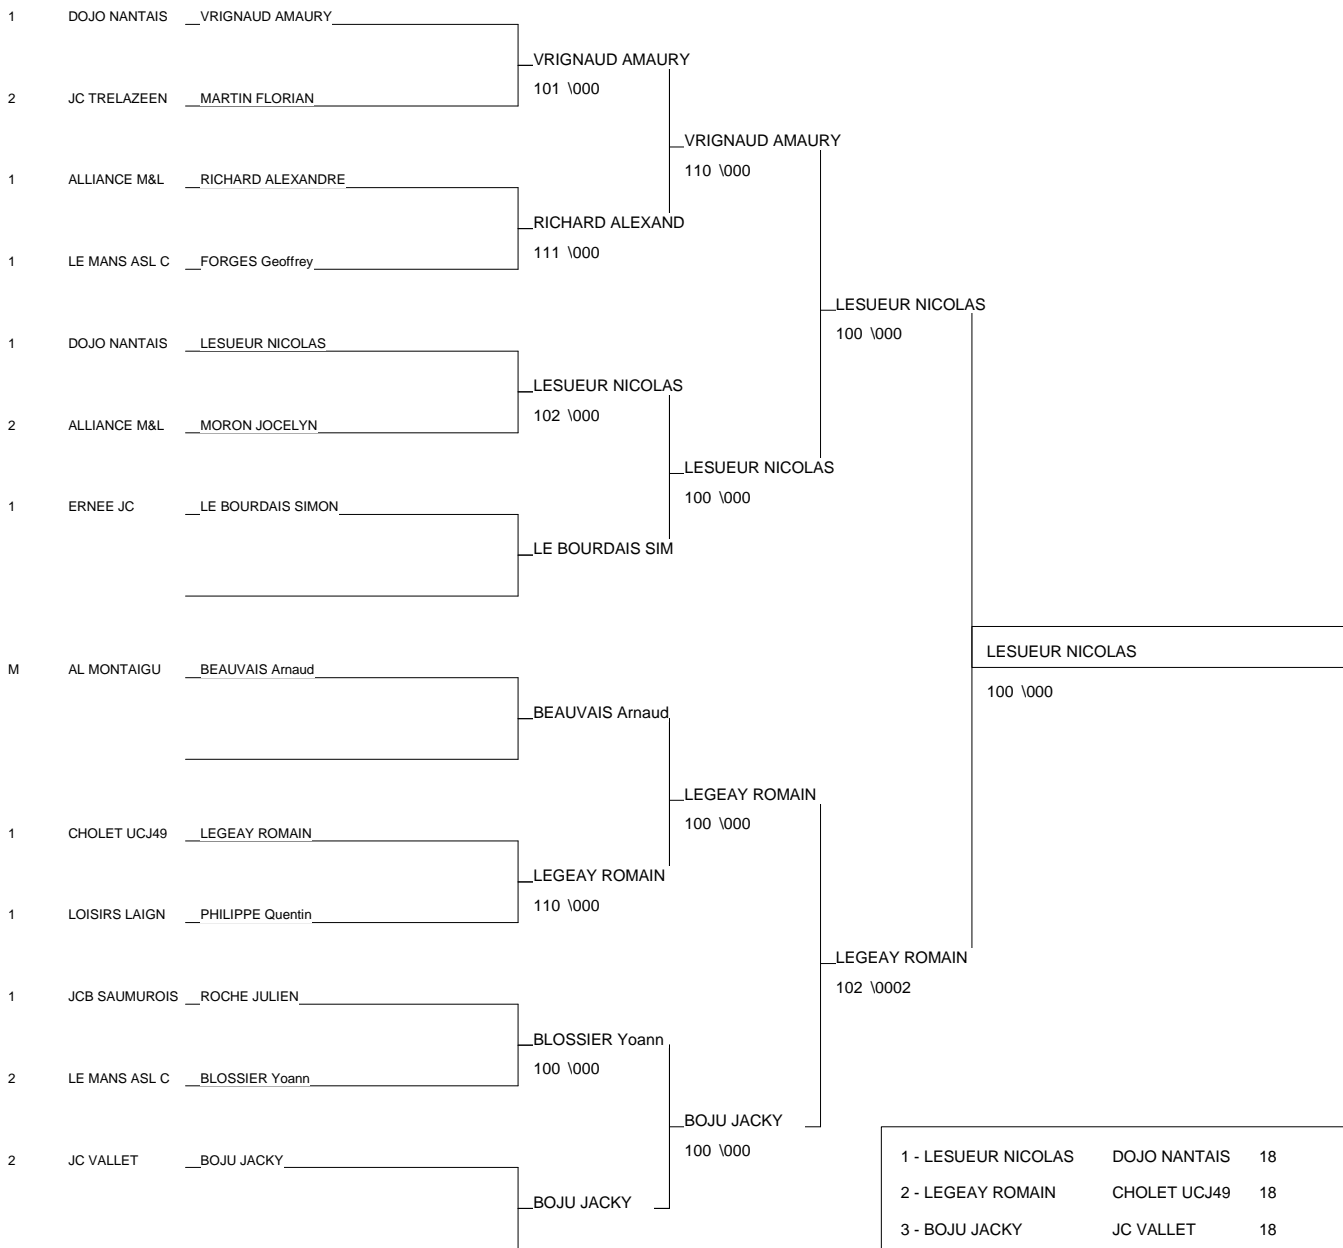 1 DOJO NANTAIS VRIGNAUD AMAURY
VRIGNAUD AMAURY
101 \000
2 JC TRELAZEEN MARTIN FLORIAN
VRIGNAUD AMAURY
110 \000
1 ALLIANCE M&L RICHARD ALEXANDRE
RICHARD ALEXAND
111 \000
1 LE MANS ASL C FORGES Geoffrey
LESUEUR NICOLAS
100 \000
1 DOJO NANTAIS LESUEUR NICOLAS
LESUEUR NICOLAS
102 \000
2 ALLIANCE M&L MORON JOCELYN
LESUEUR NICOLAS
100 \000
1 ERNEE JC LE BOURDAIS SIMON
LE BOURDAIS SIM
LESUEUR NICOLAS
100 \000
M AL MONTAIGU BEAUVAIS Arnaud
BEAUVAIS Arnaud
LEGEAY ROMAIN
100 \000
1 CHOLET UCJ49 LEGEAY ROMAIN
LEGEAY ROMAIN
110 \000
1 LOISIRS LAIGN PHILIPPE Quentin
LEGEAY ROMAIN
102 \0002
1 JCB SAUMUROIS ROCHE JULIEN
BLOSSIER Yoann
100 \000
2 LE MANS ASL C BLOSSIER Yoann
BOJU JACKY
100 \000
2 JC VALLET BOJU JACKY
BOJU JACKY
1 - LESUEUR NICOLAS DOJO NANTAIS 18
2 - LEGEAY ROMAIN CHOLET UCJ49 18
3 - BOJU JACKY JC VALLET 18